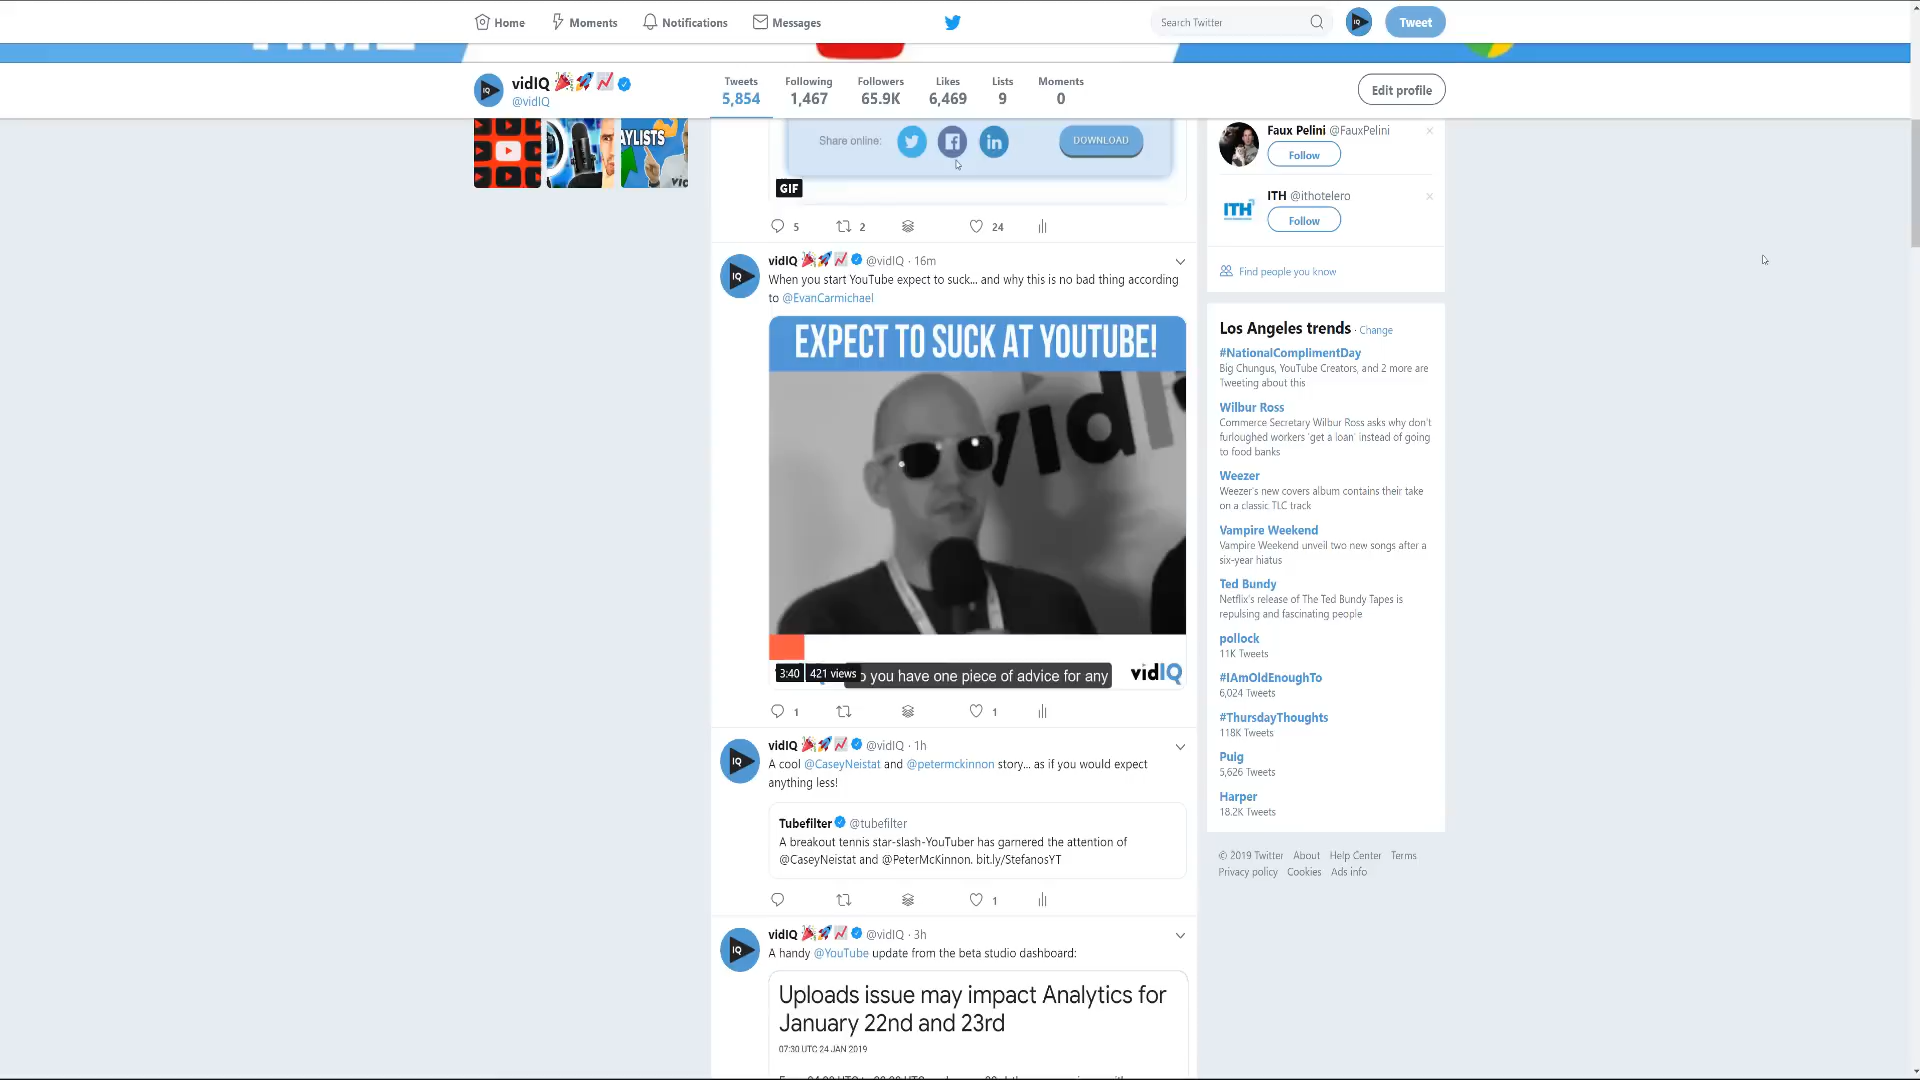 Home
Moments
Notifications
Messages
Search Twitter
IQ
Tweet
IQ
vidIQ
@vidIQ
Tweets
5,854
Following
1,467
Followers
65.9K
Likes
6,469
Lists
9
Moments
0
Edit profile
AYLISTS
Share online:
in
DOWNLOAD
GIF
5
2
24
IQ
vidIQ @vidIQ · 16m
When you start YouTube expect to suck... and why this is no bad thing according
to @EvanCarmichael
EXPECT TO SUCK AT YOUTUBE!
3:40
421 views
you have one piece of advice for any
vidIQ
1
1
IQ
vidIQ @vidIQ · 1h
A cool @CaseyNeistat and @petermckinnon story... as if you would expect
anything less!
Tubefilter @tubefilter
A breakout tennis star-slash-YouTuber has garnered the attention of
@CaseyNeistat and @PeterMcKinnon. bit.ly/StefanosYT
1
IQ
vidIQ @vidIQ · 3h
A handy @YouTube update from the beta studio dashboard:
Uploads issue may impact Analytics for
January 22nd and 23rd
07:30 UTC 24 JAN 2019
Faux Pelini @FauxPelini
Follow
ITH
ITH @ithotelero
Follow
Find people you know
Los Angeles trends · Change
#NationalComplimentDay
Big Chungus, YouTube Creators, and 2 more are
Tweeting about this
Wilbur Ross
Commerce Secretary Wilbur Ross asks why don't
furloughed workers 'get a loan' instead of going
to food banks
Weezer
Weezer's new covers album contains their take
on a classic TLC track
Vampire Weekend
Vampire Weekend unveil two new songs after a
six-year hiatus
Ted Bundy
Netflix's release of The Ted Bundy Tapes is
repulsing and fascinating people
pollock
11K Tweets
#IAmOldEnoughTo
6,024 Tweets
#ThursdayThoughts
118K Tweets
Puig
5,626 Tweets
Harper
18.2K Tweets
© 2019 Twitter About Help Center Terms
Privacy policy Cookies Ads info